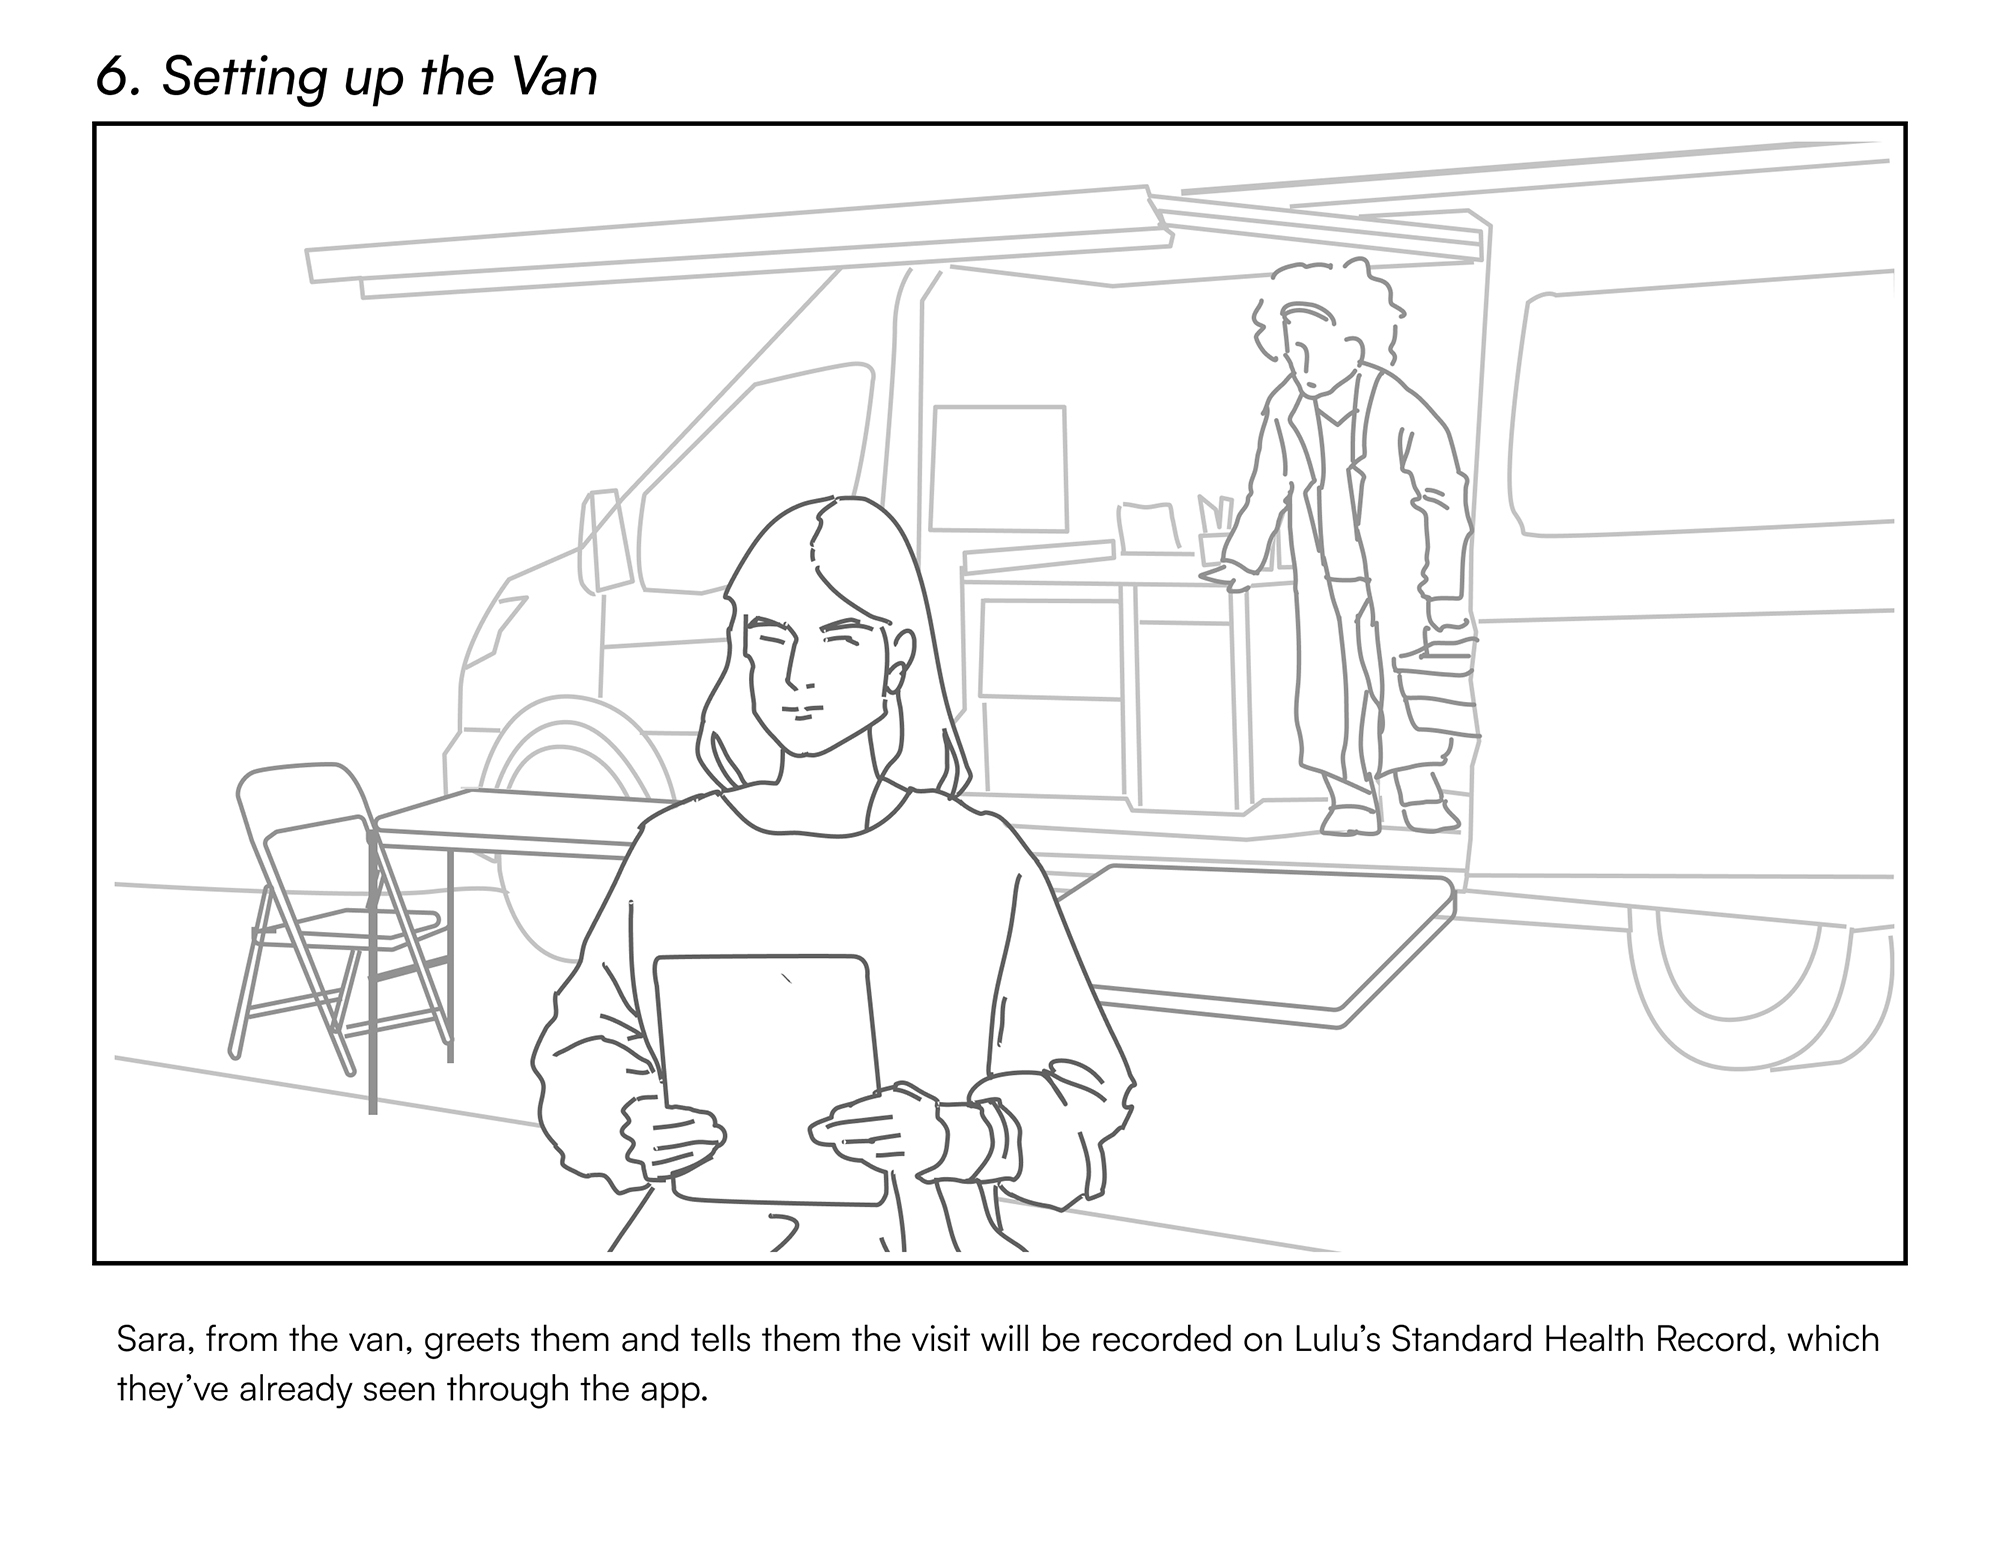 6. Setting up the Van
Sara, from the van, greets them and tells them the visit will be recorded on Lulu’s Standard Health Record, which
they’ve already seen through the app.